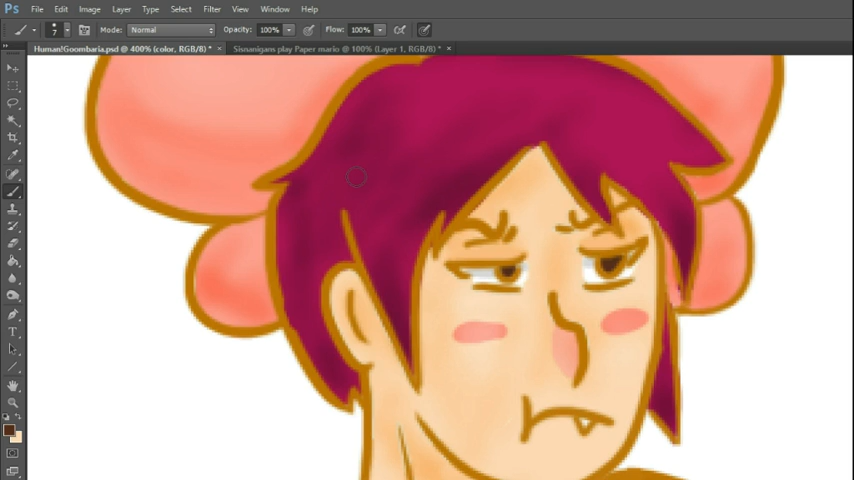 Ps File Edit Image Layer Type Select Filter View Window Help
7 Mode: Normal Opacity: 100% Flow: 100%
Human!Goombaria.psd @ 400% (color, RGB/8) * × Sisnanigans play Paper mario @ 100% (Layer 1, RGB/8) * ×
T